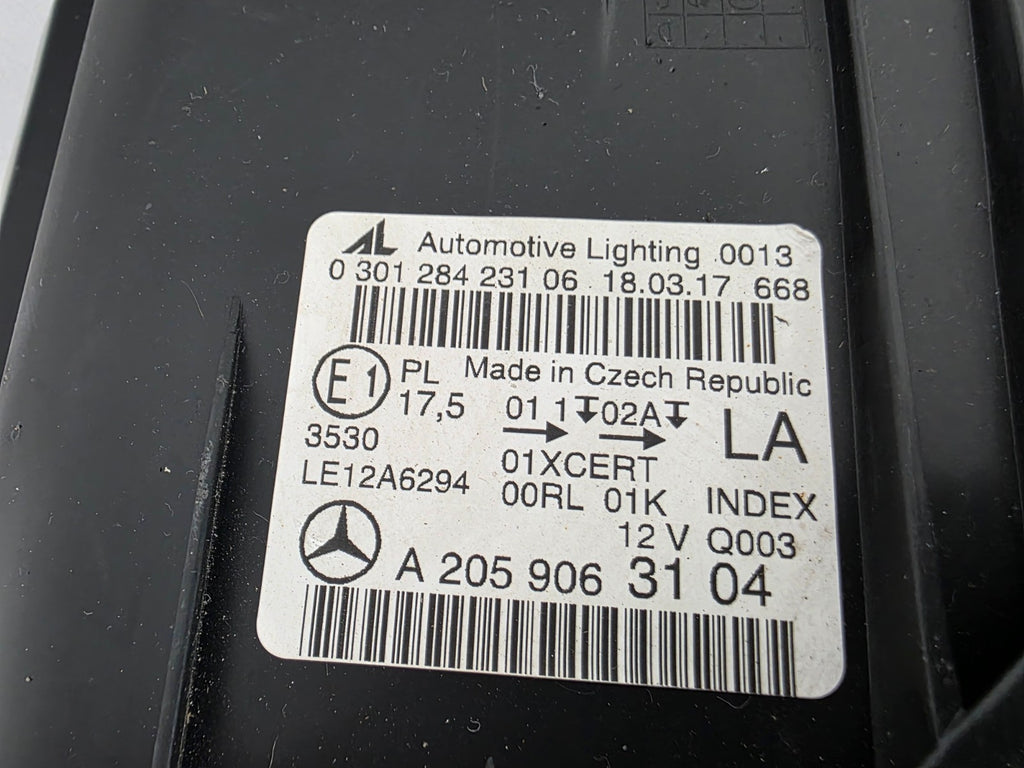 AL Automotive Lighting .0013
0 301 284 231 06 18.03.17 668
E1 PL Made in Czech Republic
17,5 01 1 02A LA
3530
LE12A6294 01XCERT
00RL 01K INDEX
12 V Q003
A 205 906 31 04